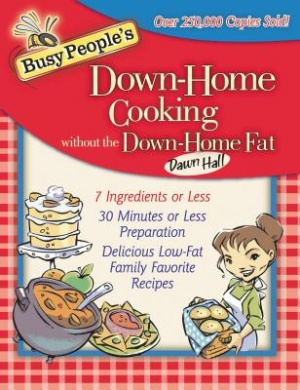 Over 250,000 Copies Sold!
Busy People's
Down-Home
Cooking
without the Down-Home Fat
Dawn Hall
7 Ingredients or Less
30 Minutes or Less
Preparation
Delicious Low-Fat
Family Favorite
Recipes